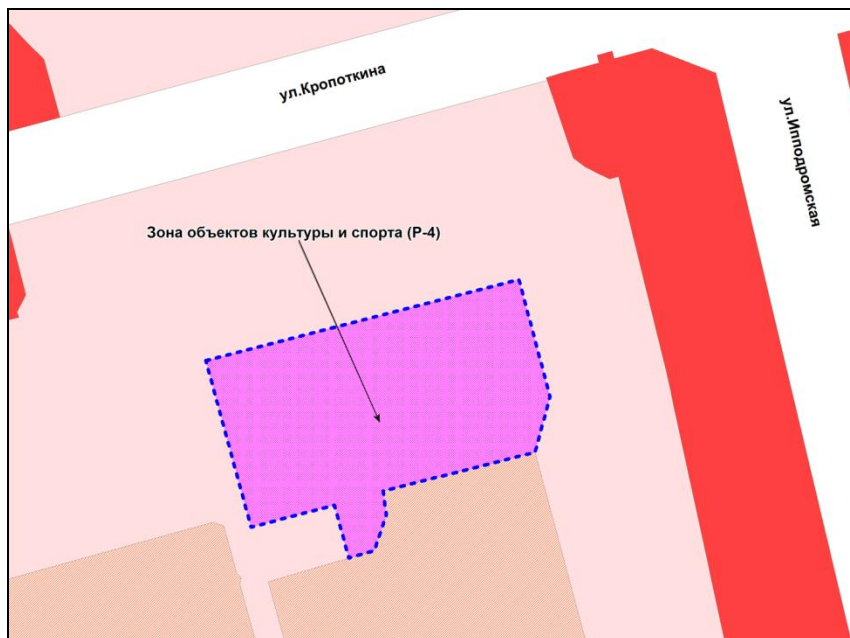 ул.Кропоткина
ул.Ипподромская
Зона объектов культуры и спорта (Р-4)